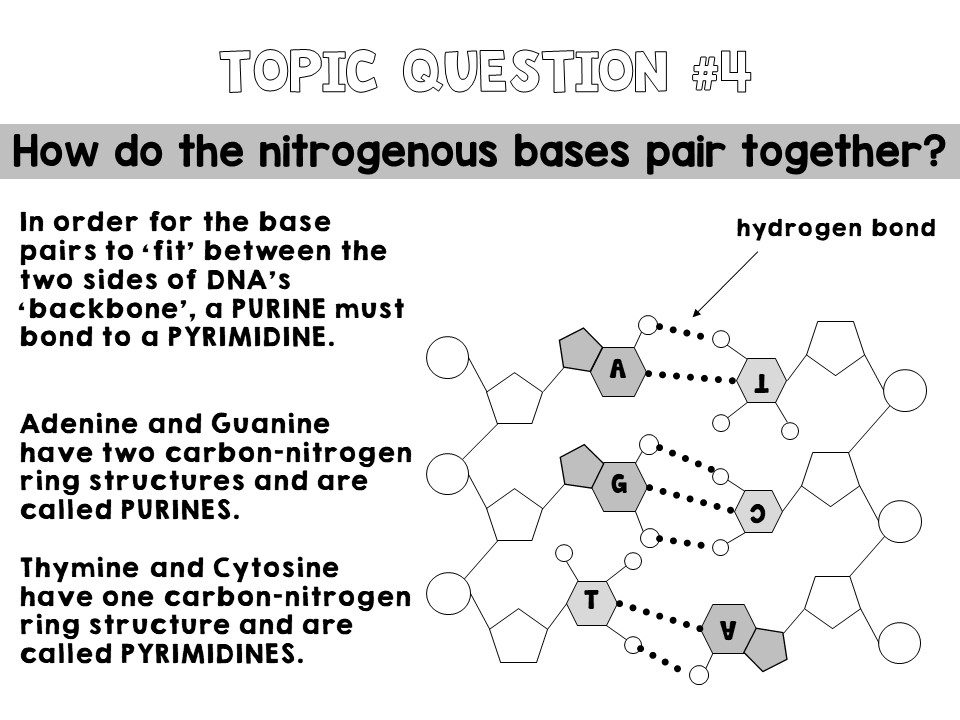 TOPIC QUESTION #4
How do the nitrogenous bases pair together?
In order for the base
pairs to ‘fit’ between the
two sides of DNA’s
‘backbone’, a PURINE must
bond to a PYRIMIDINE.
Adenine and Guanine
have two carbon-nitrogen
ring structures and are
called PURINES.
Thymine and Cytosine
have one carbon-nitrogen
ring structure and are
called PYRIMIDINES.
hydrogen bond
A
T
G
C
T
A